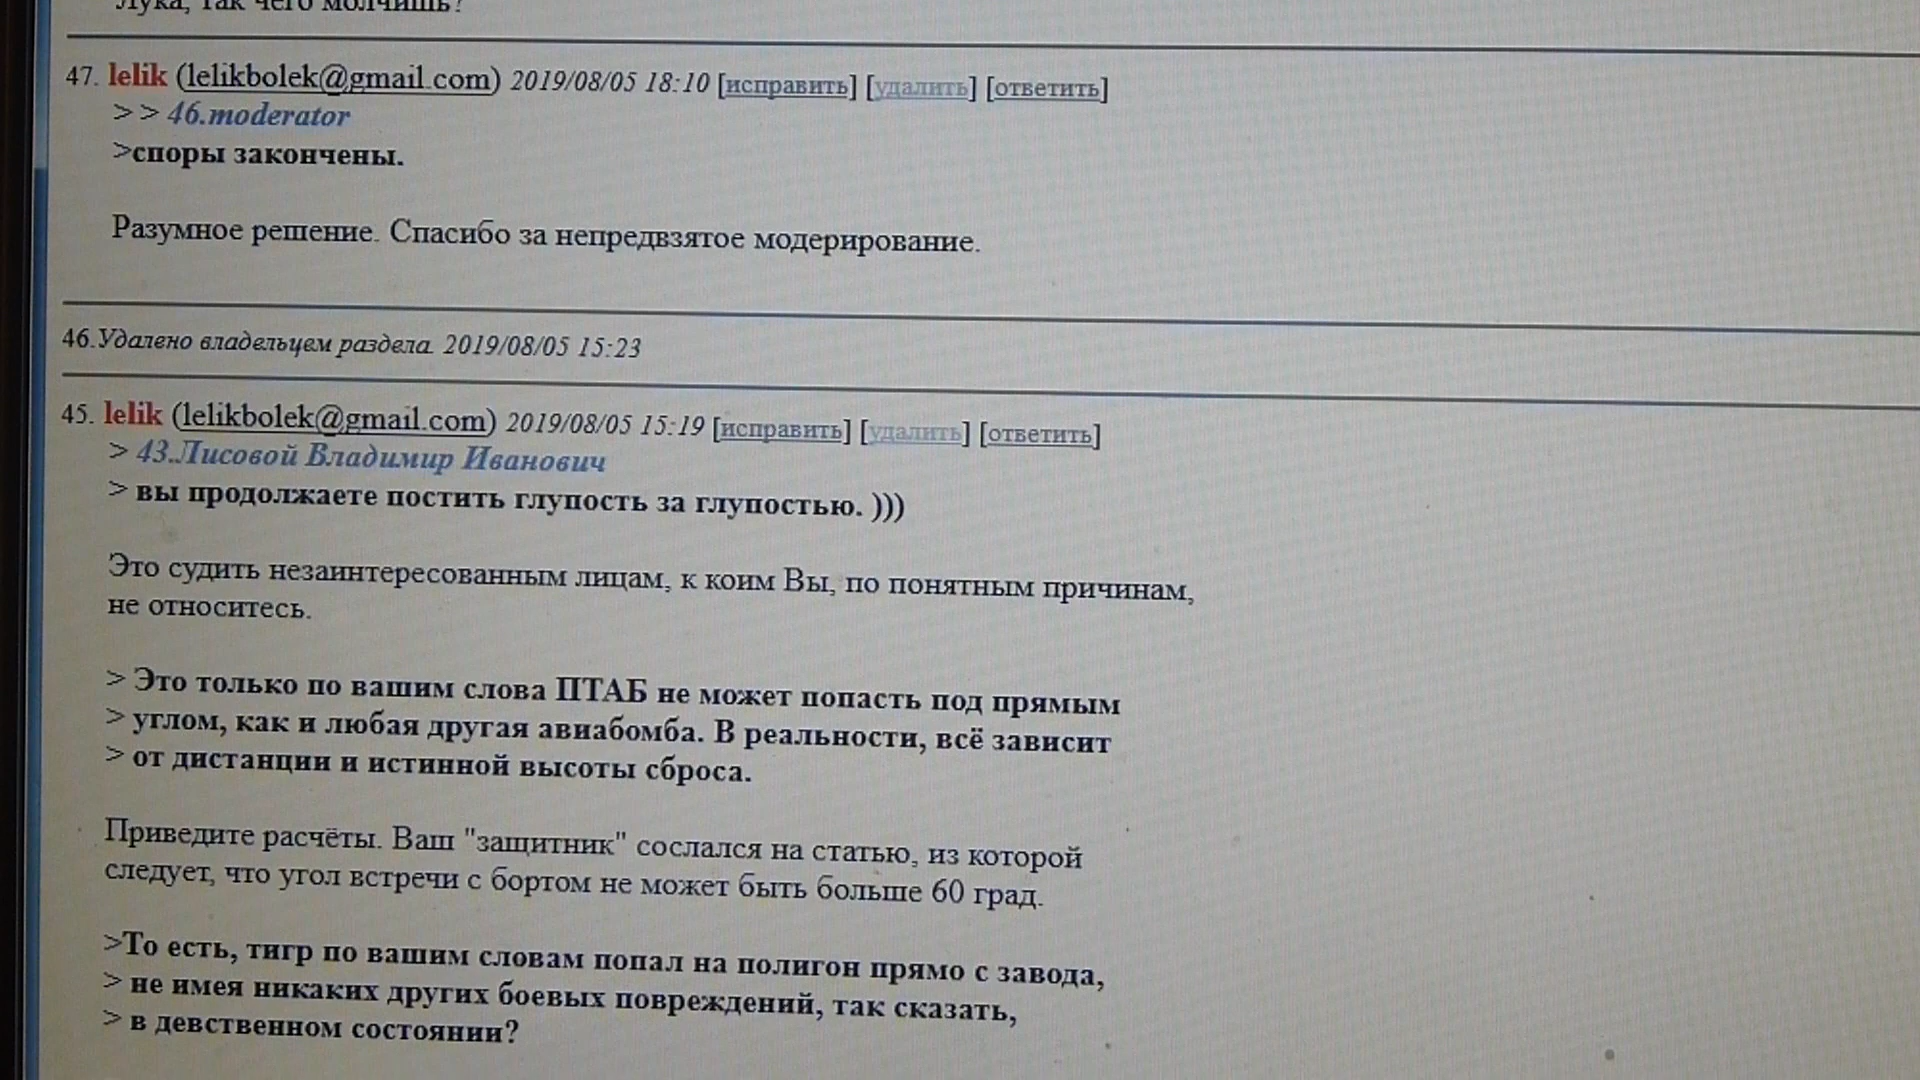 Лука, так чего молчишь?
47. lelik (lelikbolek@gmail.com) 2019/08/05 18:10 [исправить] [удалить] [ответить]
> > 46.moderator
>споры закончены.
Разумное решение. Спасибо за непредвзятое модерирование.
46.Удалено владельцем раздела. 2019/08/05 15:23
45. lelik (lelikbolek@gmail.com) 2019/08/05 15:19 [исправить] [удалить] [ответить]
> 43.Лисовой Владимир Иванович
> вы продолжаете постить глупость за глупостью. )))
Это судить незаинтересованным лицам, к коим Вы, по понятным причинам,
не относитесь.
> Это только по вашим слова ПТАБ не может попасть под прямым
> углом, как и любая другая авиабомба. В реальности, всё зависит
> от дистанции и истинной высоты сброса.
Приведите расчёты. Ваш "защитник" сослался на статью, из которой
следует, что угол встречи с бортом не может быть больше 60 град.
>То есть, тигр по вашим словам попал на полигон прямо с завода,
> не имея никаких других боевых повреждений, так сказать,
> в девственном состоянии?